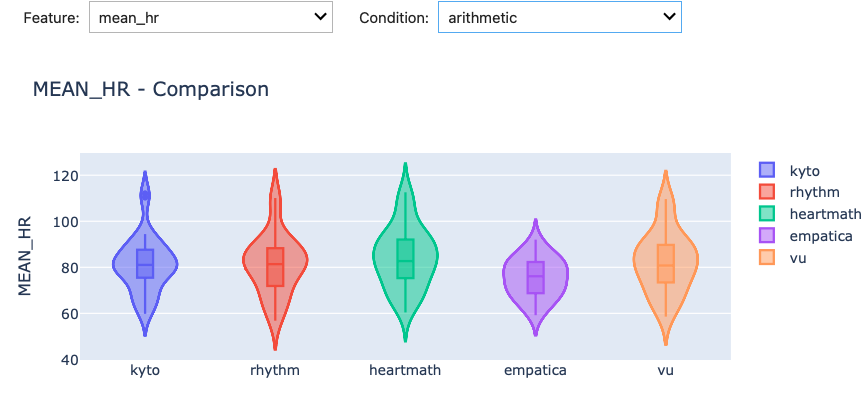 Feature: mean_hr Condition: arithmetic
MEAN_HR - Comparison
MEAN_HR
120
100
80
60
40
kyto rhythm heartmath empatica vu
kyto
rhythm
heartmath
empatica
vu